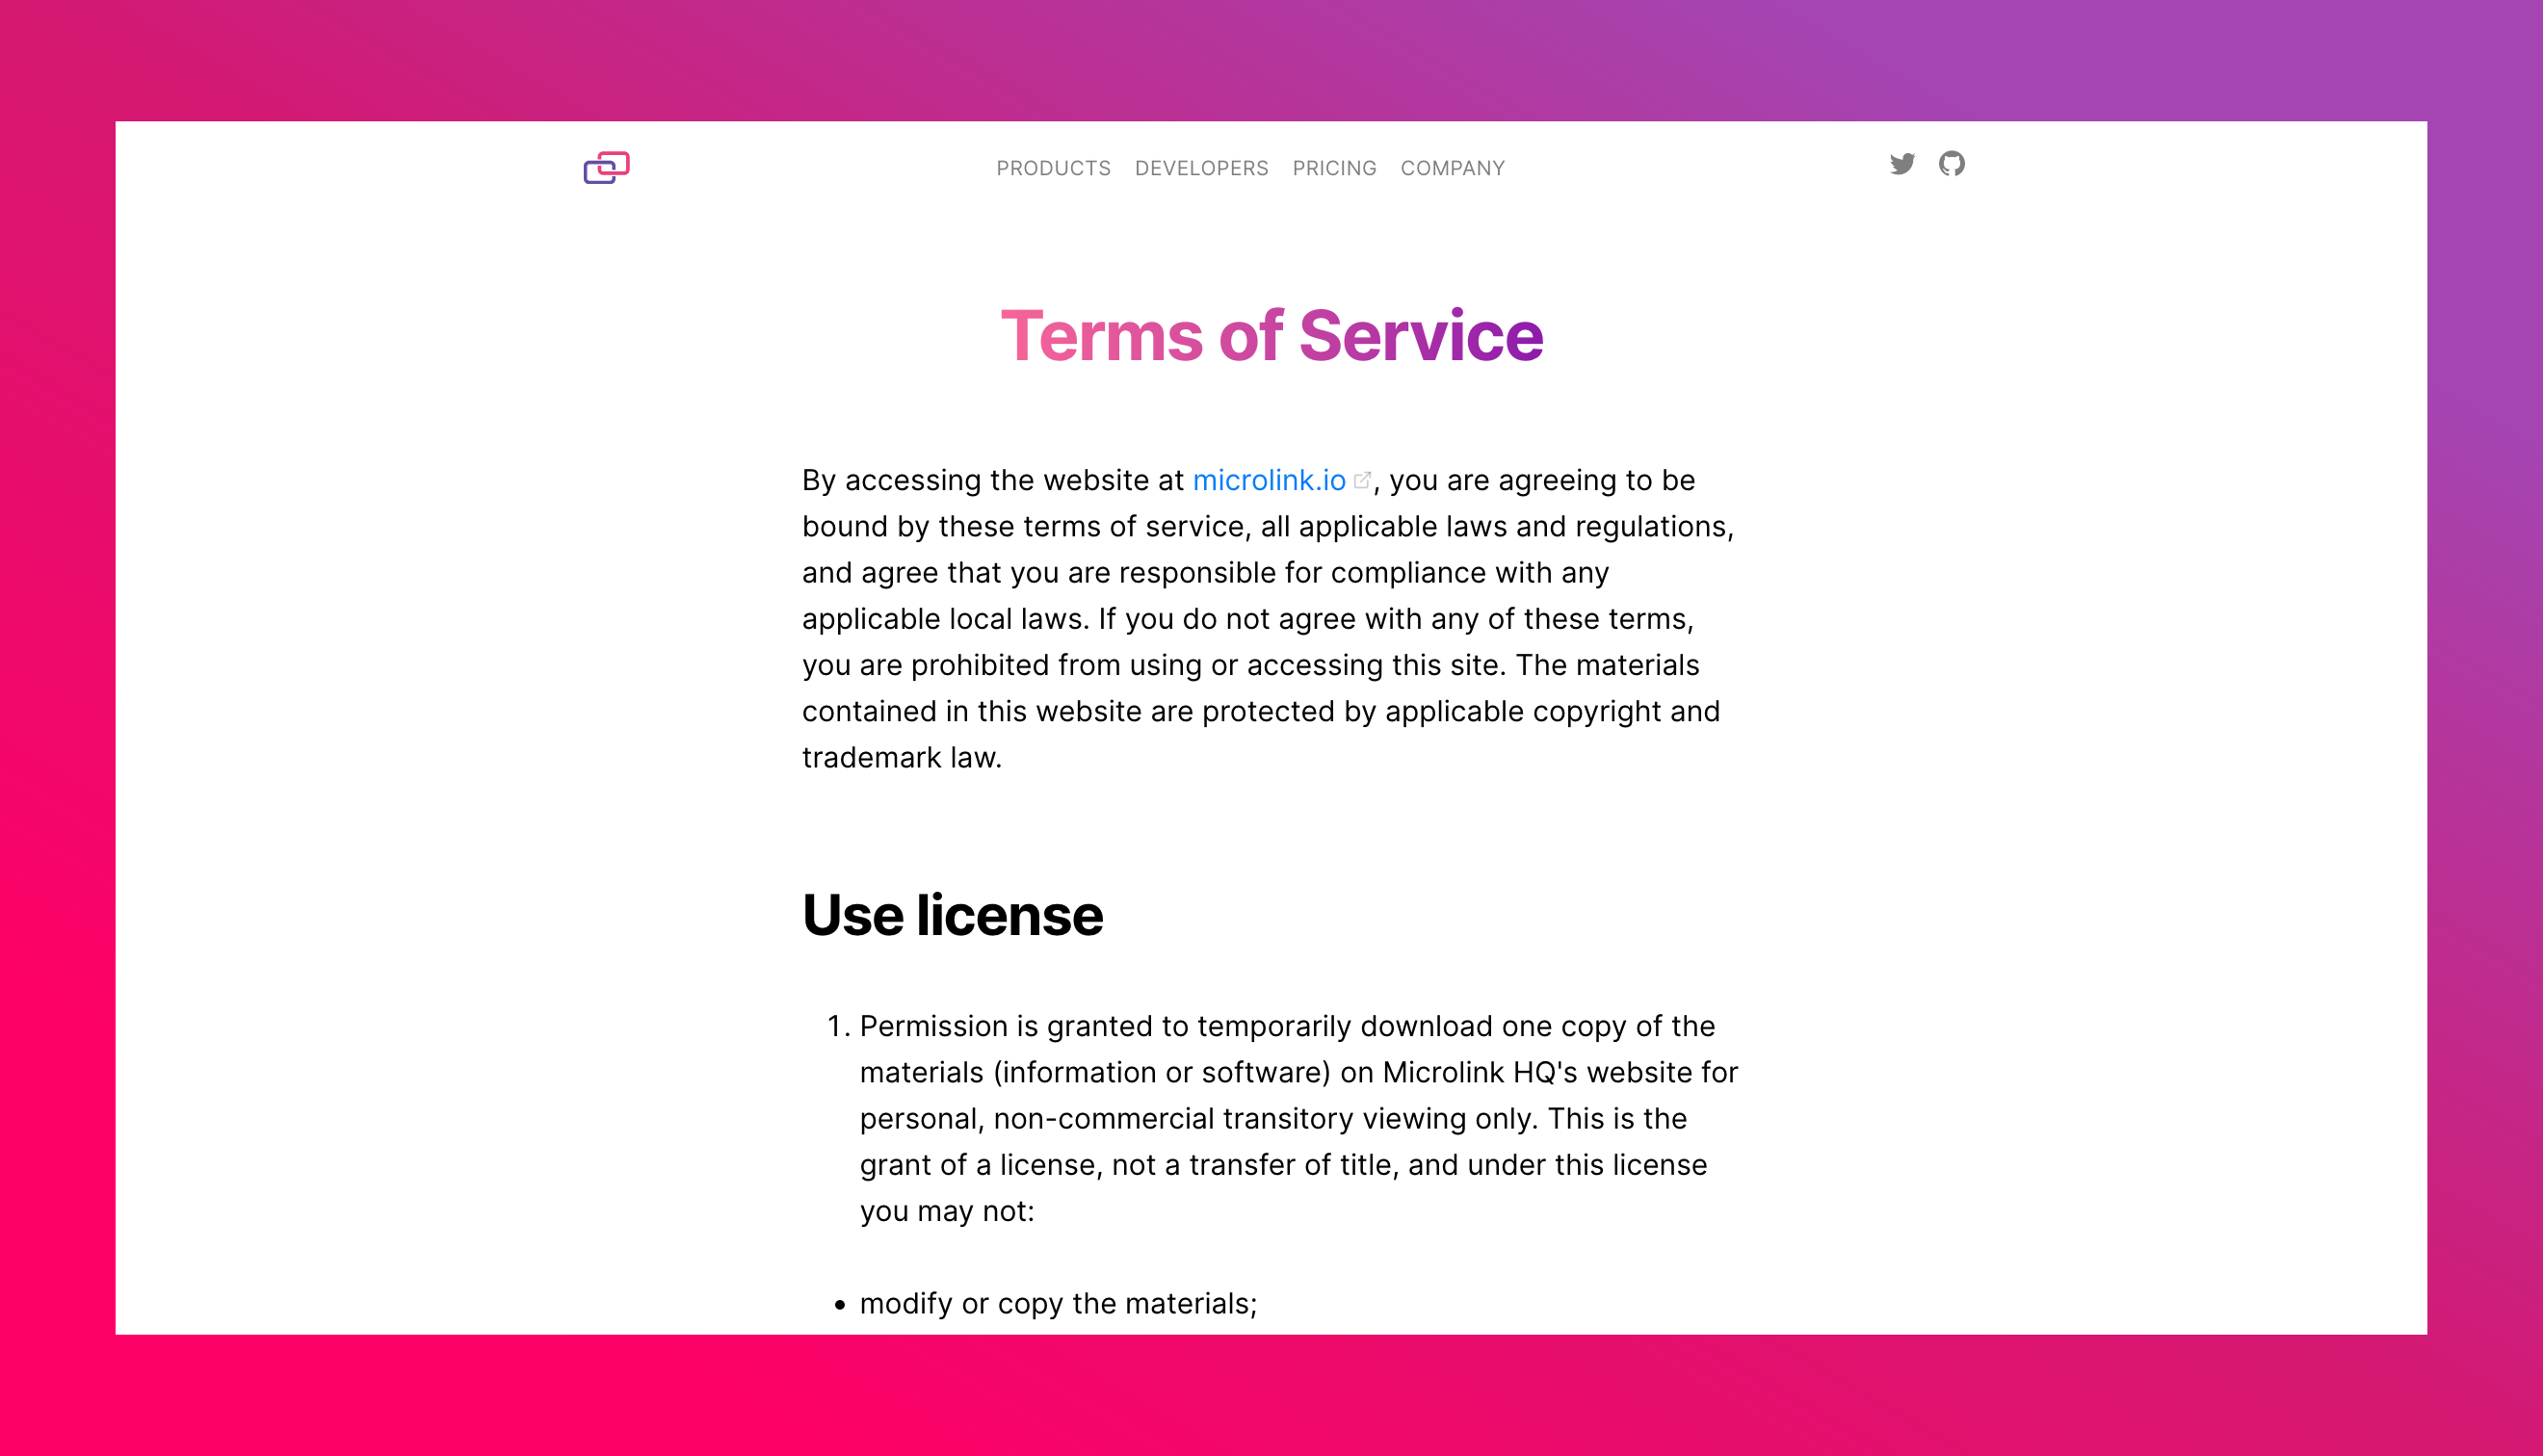 PRODUCTS DEVELOPERS PRICING COMPANY
Terms of Service
By accessing the website at microlink.io, you are agreeing to be
bound by these terms of service, all applicable laws and regulations,
and agree that you are responsible for compliance with any
applicable local laws. If you do not agree with any of these terms,
you are prohibited from using or accessing this site. The materials
contained in this website are protected by applicable copyright and
trademark law.
Use license
1. Permission is granted to temporarily download one copy of the
materials (information or software) on Microlink HQ's website for
personal, non-commercial transitory viewing only. This is the
grant of a license, not a transfer of title, and under this license
you may not:
• modify or copy the materials;